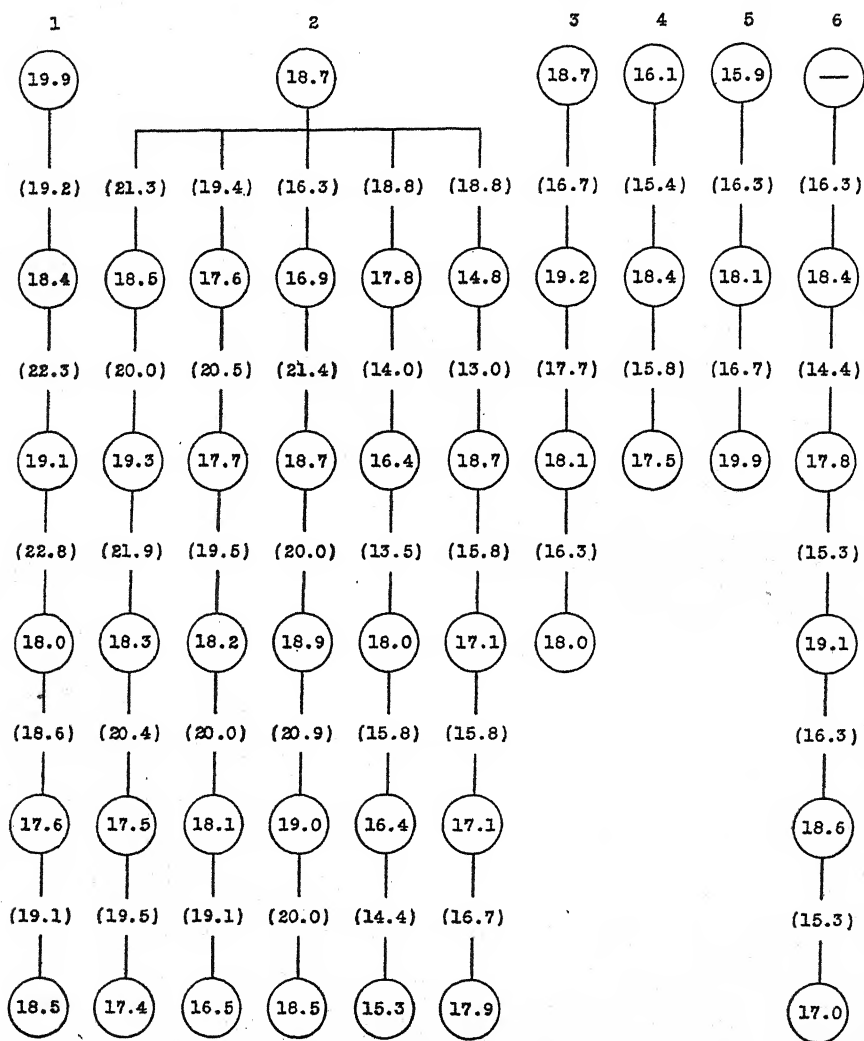 1 2 3 4 5 6
19.9 18.7 18.7 16.1 15.9 —
(19.2) (21.3) (19.4) (16.3) (18.8) (18.8) (16.7) (15.4) (16.3) (16.3)
18.4 18.5 17.6 16.9 17.8 14.8 19.2 18.4 18.1 18.4
(22.3) (20.0) (20.5) (21.4) (14.0) (13.0) (17.7) (15.8) (16.7) (14.4)
19.1 19.3 17.7 18.7 16.4 18.7 18.1 17.5 19.9 17.8
(22.8) (21.9) (19.5) (20.0) (13.5) (15.8) (16.3) (15.3)
18.0 18.3 18.2 18.9 18.0 17.1 18.0 19.1
(18.6) (20.4) (20.0) (20.9) (15.8) (15.8) (16.3)
17.6 17.5 18.1 19.0 16.4 17.1 18.6
(19.1) (19.5) (19.1) (20.0) (14.4) (16.7) (15.3)
18.5 17.4 16.5 18.5 15.3 17.9 17.0